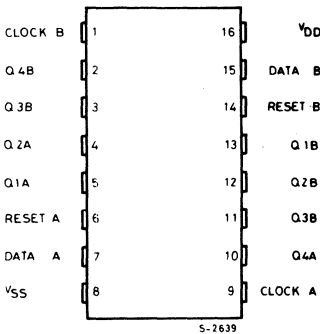 CLOCK B 1 16 VDD
Q4B 2 15 DATA B
Q3B 3 14 RESET B
Q2A 4 13 Q1B
Q1A 5 12 Q2B
RESET A 6 11 Q3B
DATA A 7 10 Q4A
VSS 8 9 CLOCK A
S-2639